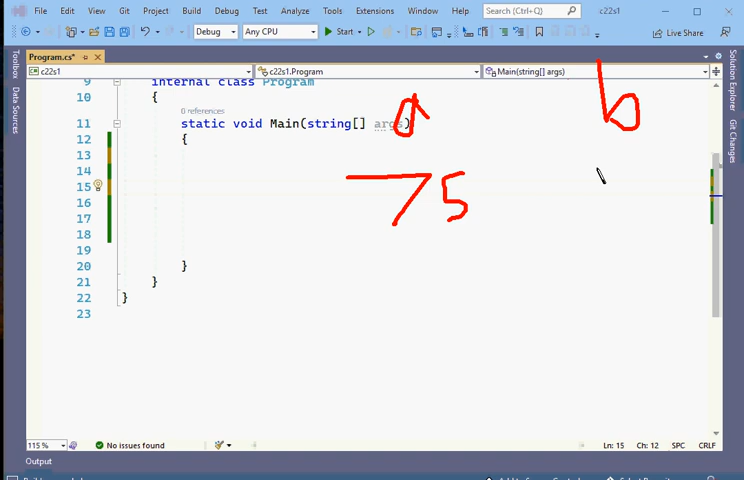 File Edit View Git Project Build Debug Test Analyze Tools Extensions Window Help Search (Ctrl+Q) c22s1
Debug Any CPU Start Live Share
Program.cs*
c22s1 c22s1.Program Main(string[] args)
Toolbox
Data Sources
Solution Explorer
Git Changes
9 internal class Program
10 {
0 references
11 static void Main(string[] args)
12 {
13
14
15
16
17
18
19
20 }
21 }
22 }
23
a b
75
115 % No issues found Ln: 15 Ch: 12 SPC CRLF
Output